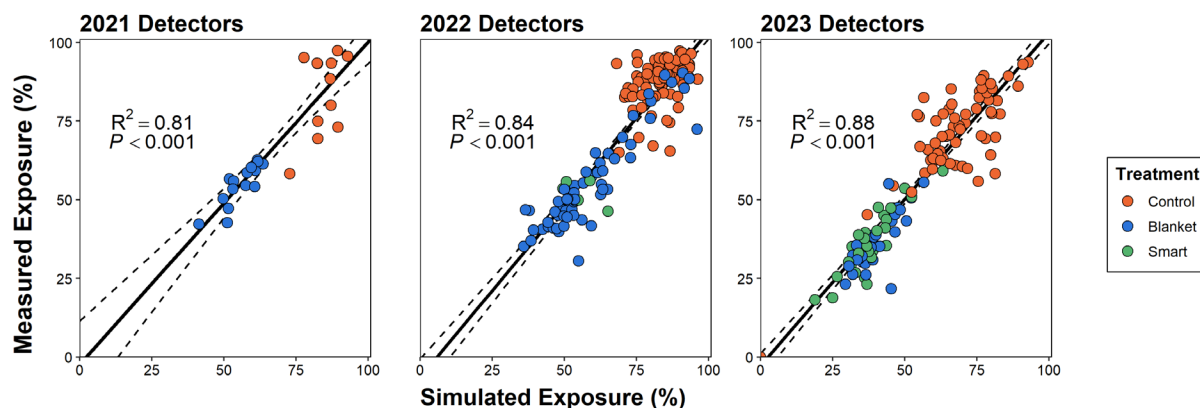 2021 Detectors
2022 Detectors
2023 Detectors
Measured Exposure (%)
100
75
50
25
0
R² = 0.81
P < 0.001
0
25
50
75
100
100
75
50
25
0
R² = 0.84
P < 0.001
0
25
50
75
100
100
75
50
25
0
R² = 0.88
P < 0.001
0
25
50
75
100
Simulated Exposure (%)
Treatment
Control
Blanket
Smart